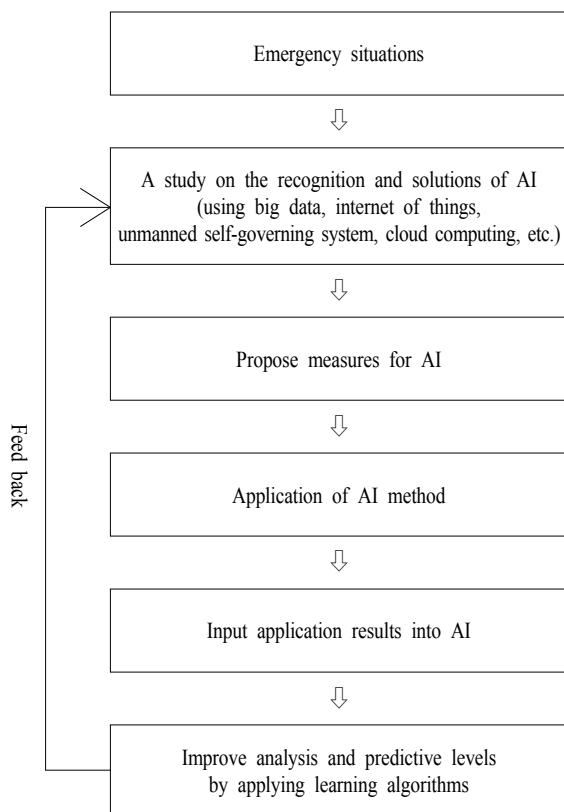 Emergency situations
A study on the recognition and solutions of AI
(using big data, internet of things,
unmanned self-governing system, cloud computing, etc.)
Propose measures for AI
Feed back
Application of AI method
Input application results into AI
Improve analysis and predictive levels
by applying learning algorithms